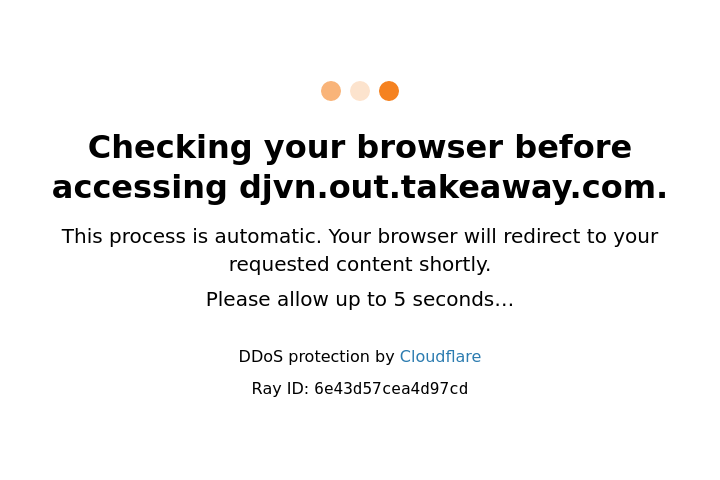 Checking your browser before
accessing djvn.out.takeaway.com.
This process is automatic. Your browser will redirect to your
requested content shortly.
Please allow up to 5 seconds…
DDoS protection by Cloudflare
Ray ID: 6e43d57cea4d97cd